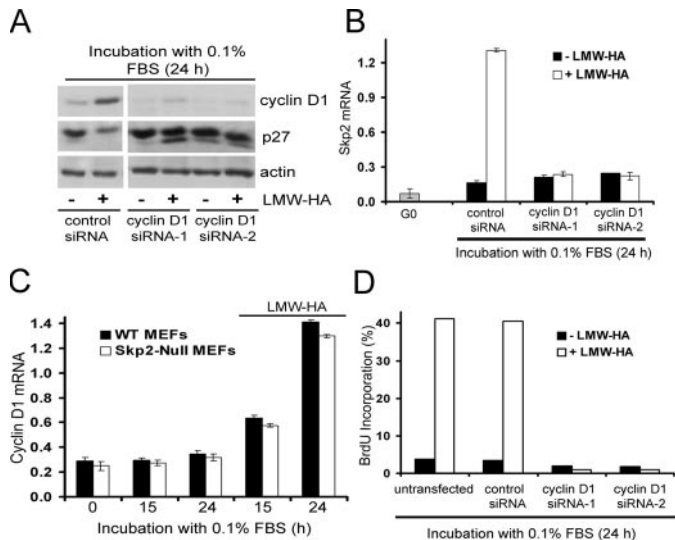 A
Incubation with 0.1%
FBS (24 h)
cyclin D1
p27
actin
- + - + - + LMW-HA
control siRNA
cyclin D1 siRNA-1
cyclin D1 siRNA-2
B
Skp2 mRNA
1.2
0.9
0.6
0.3
0.0
- LMW-HA
+ LMW-HA
G0
control siRNA
cyclin D1 siRNA-1
cyclin D1 siRNA-2
Incubation with 0.1% FBS (24 h)
C
Cyclin D1 mRNA
1.4
1.2
1.0
0.8
0.6
0.4
0.2
0.0
LMW-HA
WT MEFs
Skp2-Null MEFs
0 15 24 15 24
Incubation with 0.1% FBS (h)
D
BrdU Incorporation (%)
40
30
20
10
0
- LMW-HA
+ LMW-HA
untransfected
control siRNA
cyclin D1 siRNA-1
cyclin D1 siRNA-2
Incubation with 0.1% FBS (24 h)